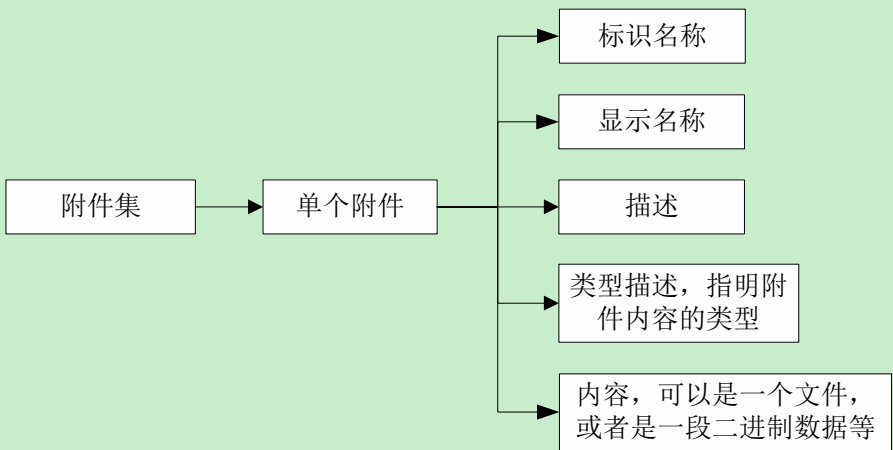 标识名称
显示名称
附件集
单个附件
描述
类型描述，指明附
件内容的类型
内容，可以是一个文件，
或者是一段二进制数据等